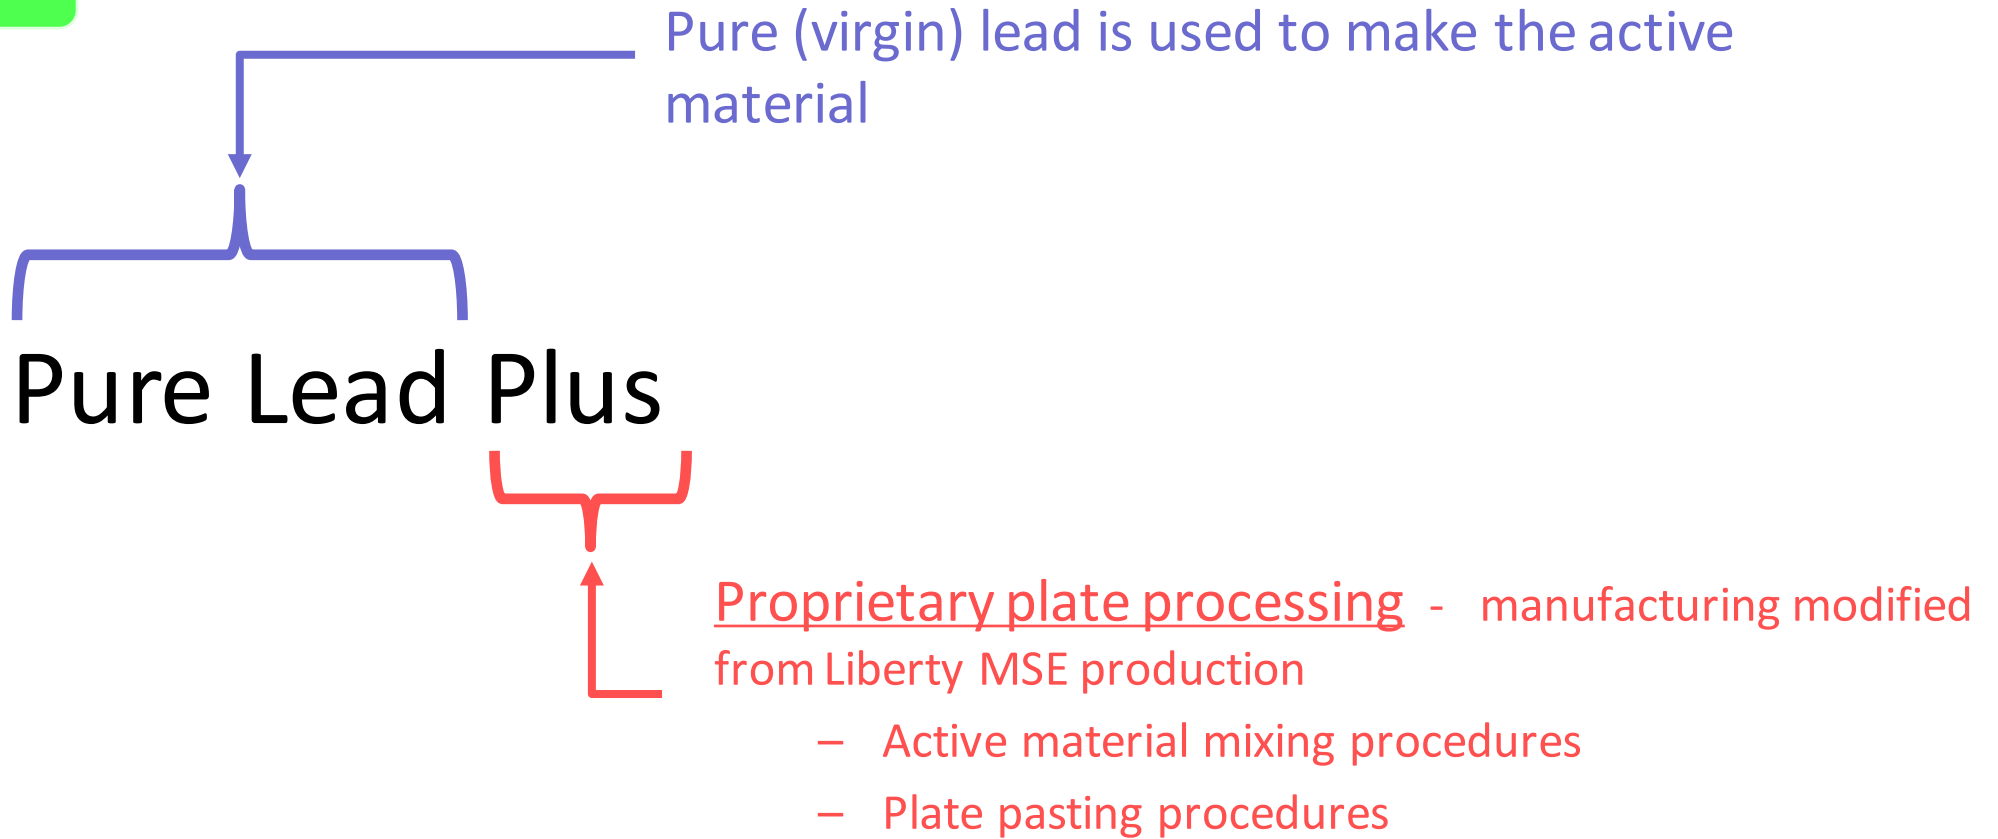 Pure (virgin) lead is used to make the active
material
Pure Lead Plus
Proprietary plate processing - manufacturing modified
from Liberty MSE production
– Active material mixing procedures
– Plate pasting procedures